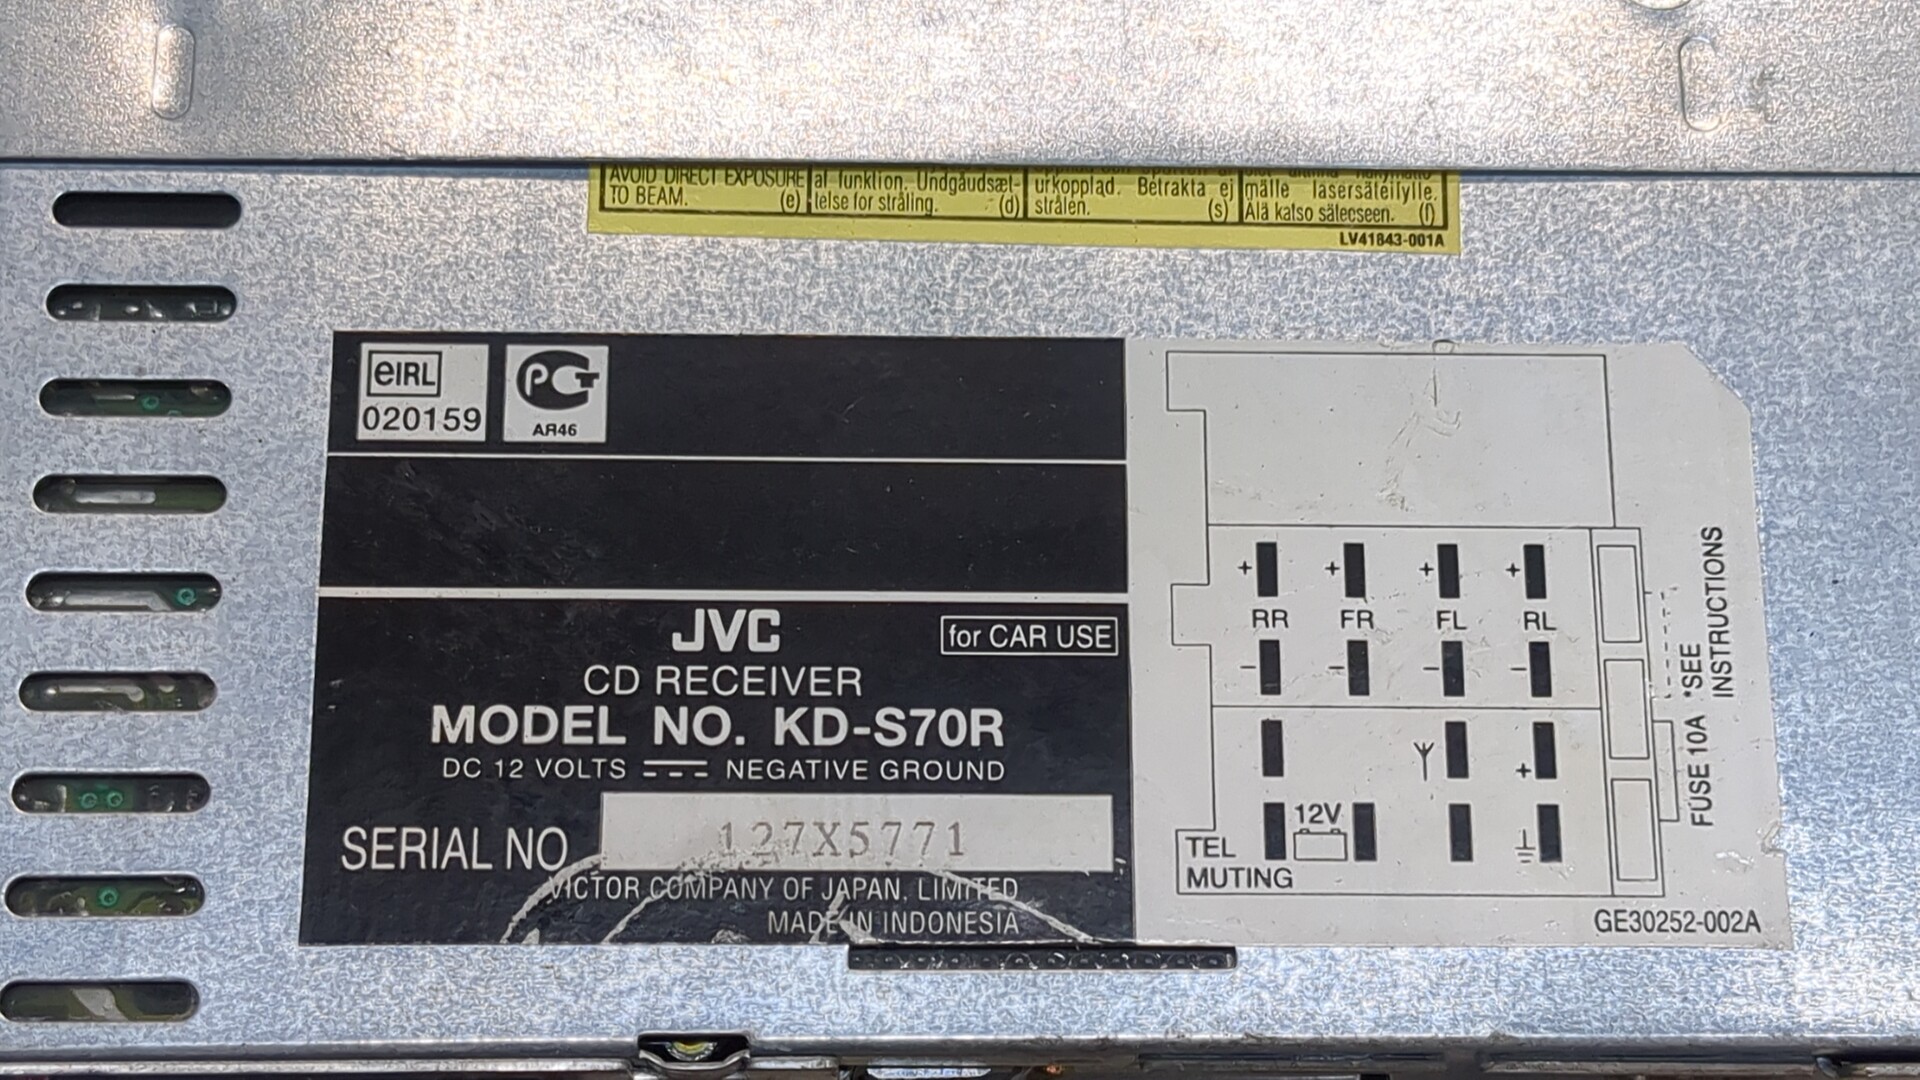 AVOID DIRECT EXPOSURE
TO BEAM. (e)
al funktion. Undgåudsæt-
telse for stråling. (d)
urkopplad. Betrakta ej
strålen. (s)
mälle lasersäteilylle.
Älä katso säteeseen. (f)
LV41843-001A
eIRL
020159
PCT
AR46
JVC
for CAR USE
CD RECEIVER
MODEL NO. KD-S70R
DC 12 VOLTS NEGATIVE GROUND
SERIAL NO 127X5771
VICTOR COMPANY OF JAPAN, LIMITED
MADE IN INDONESIA
+ + + +
RR FR FL RL
- - - -
+
12V
TEL
MUTING
FUSE 10A *SEE
INSTRUCTIONS
GE30252-002A